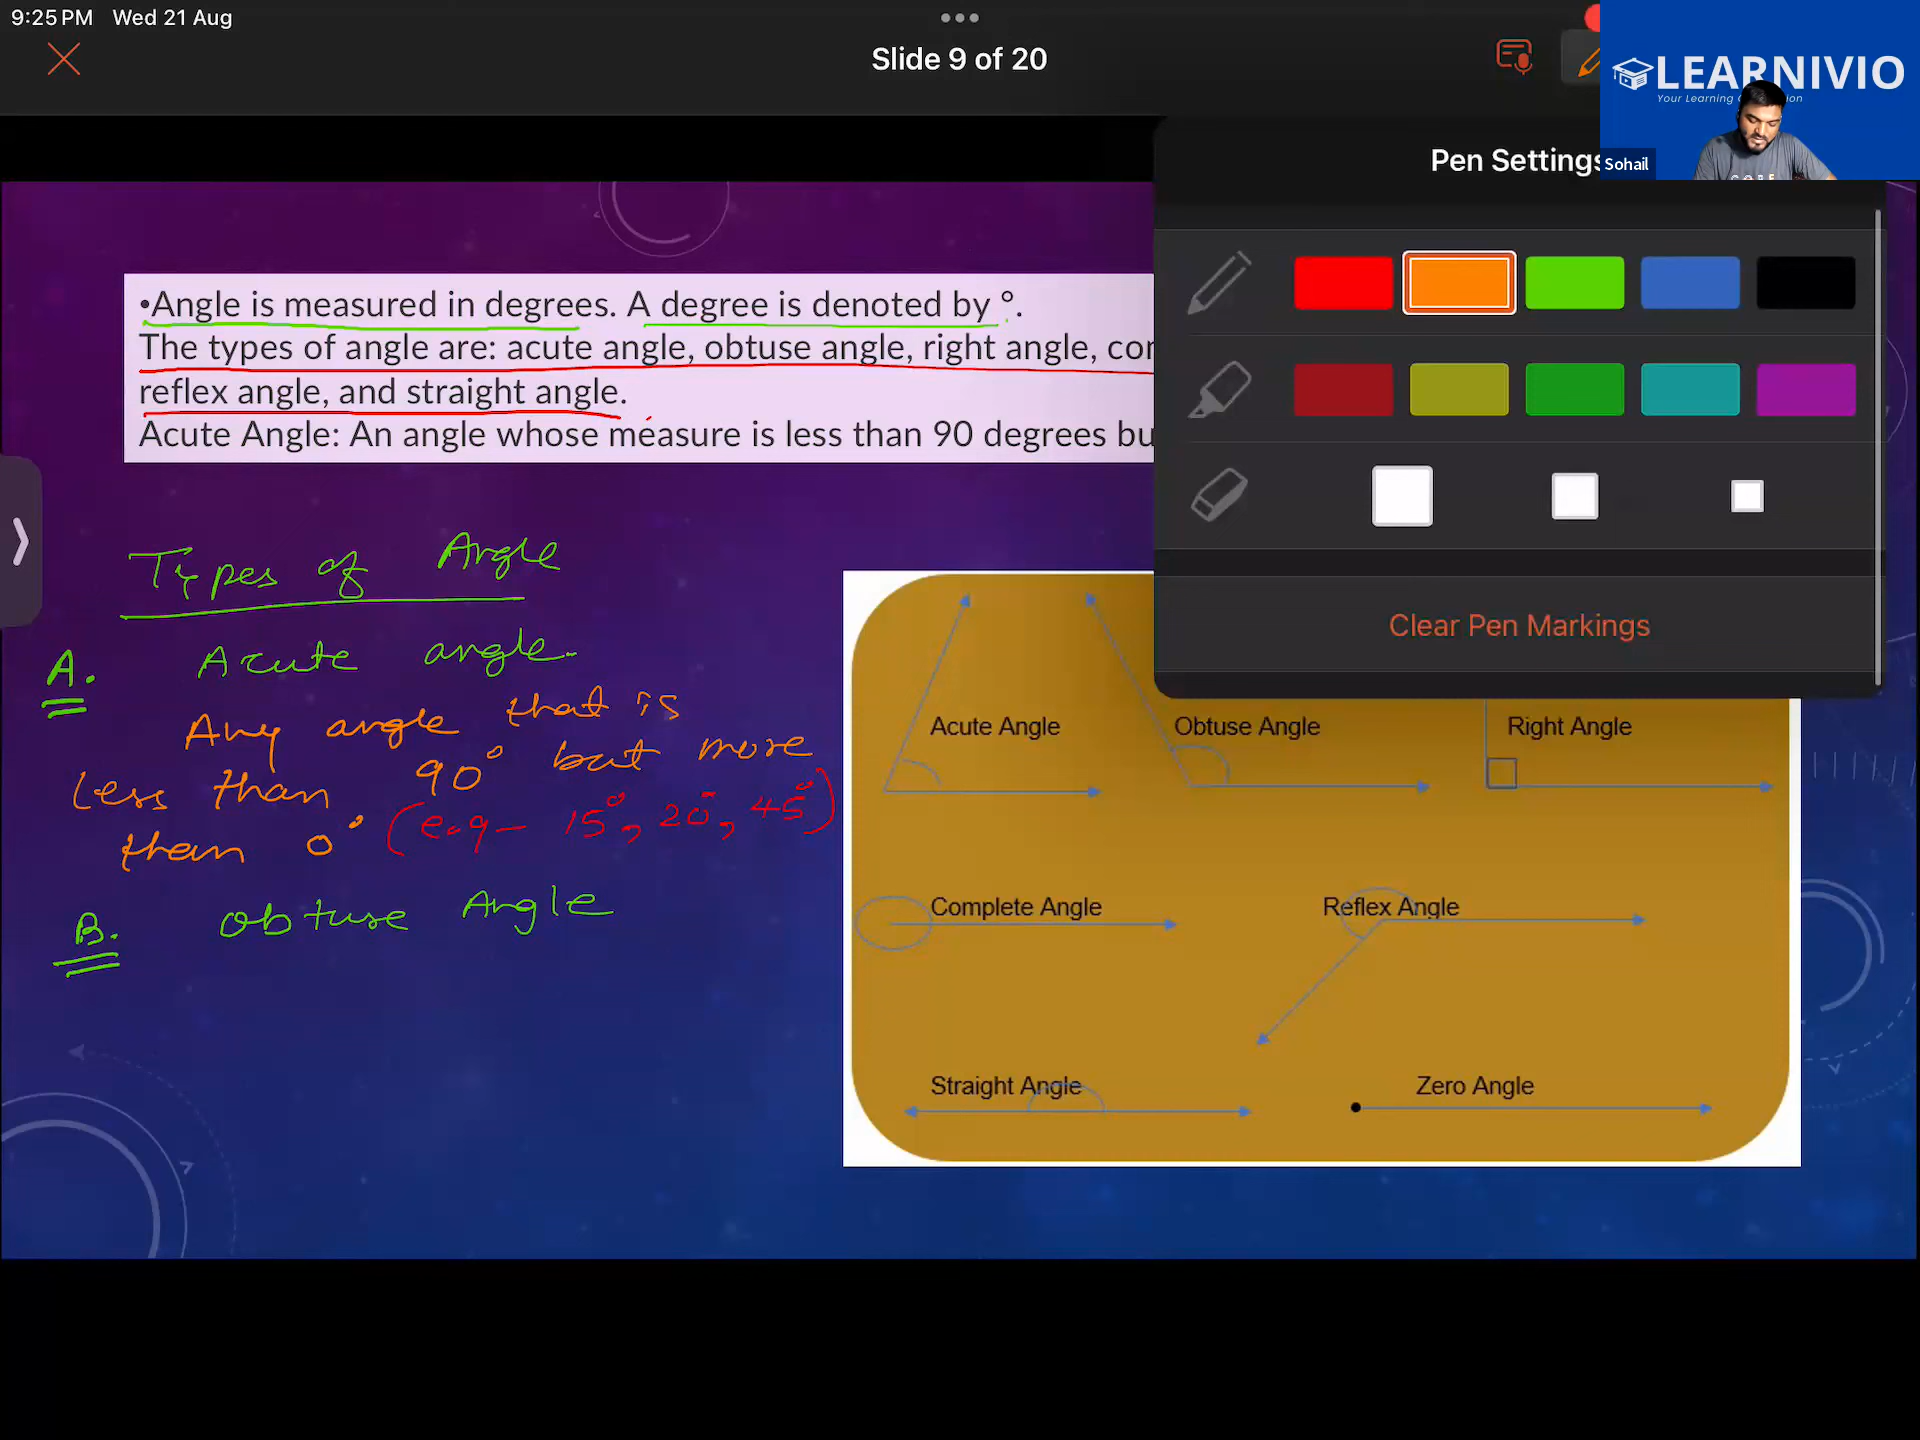 9:25 PM Wed 21 Aug
Slide 9 of 20
LEARNIVIO
Your Learning
Sohail
Pen Settings
Clear Pen Markings
•Angle is measured in degrees. A degree is denoted by °.
The types of angle are: acute angle, obtuse angle, right angle, com
reflex angle, and straight angle.
Acute Angle: An angle whose measure is less than 90 degrees bu
Types of Angle
A. Acute angle.
Any angle that is
less than 90° but more
than 0° (e.g - 15°, 20°, 45°)
B. Obtuse Angle
Acute Angle Obtuse Angle Right Angle
Complete Angle Reflex Angle
Straight Angle Zero Angle